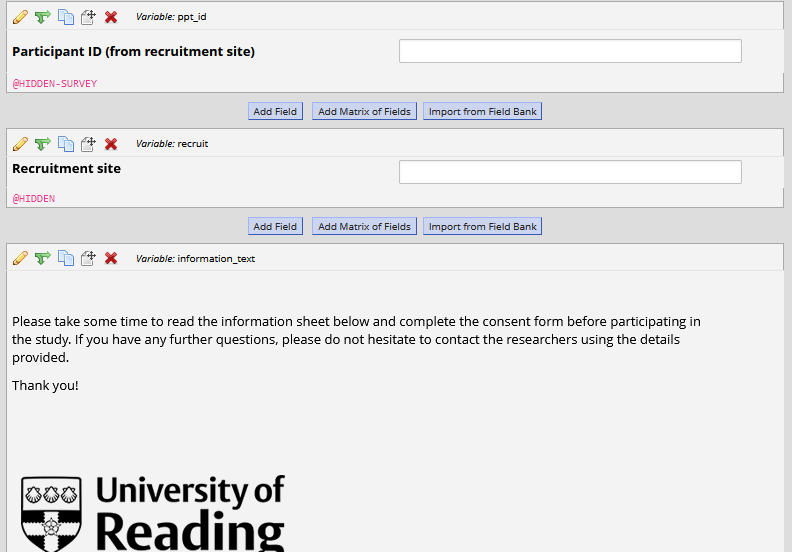 Variable: ppt_id
Participant ID (from recruitment site)
@HIDDEN-SURVEY
Add Field Add Matrix of Fields Import from Field Bank
Variable: recruit
Recruitment site
@HIDDEN
Add Field Add Matrix of Fields Import from Field Bank
Variable: information_text
Please take some time to read the information sheet below and complete the consent form before participating in
the study. If you have any further questions, please do not hesitate to contact the researchers using the details
provided.
Thank you!
University of
Reading